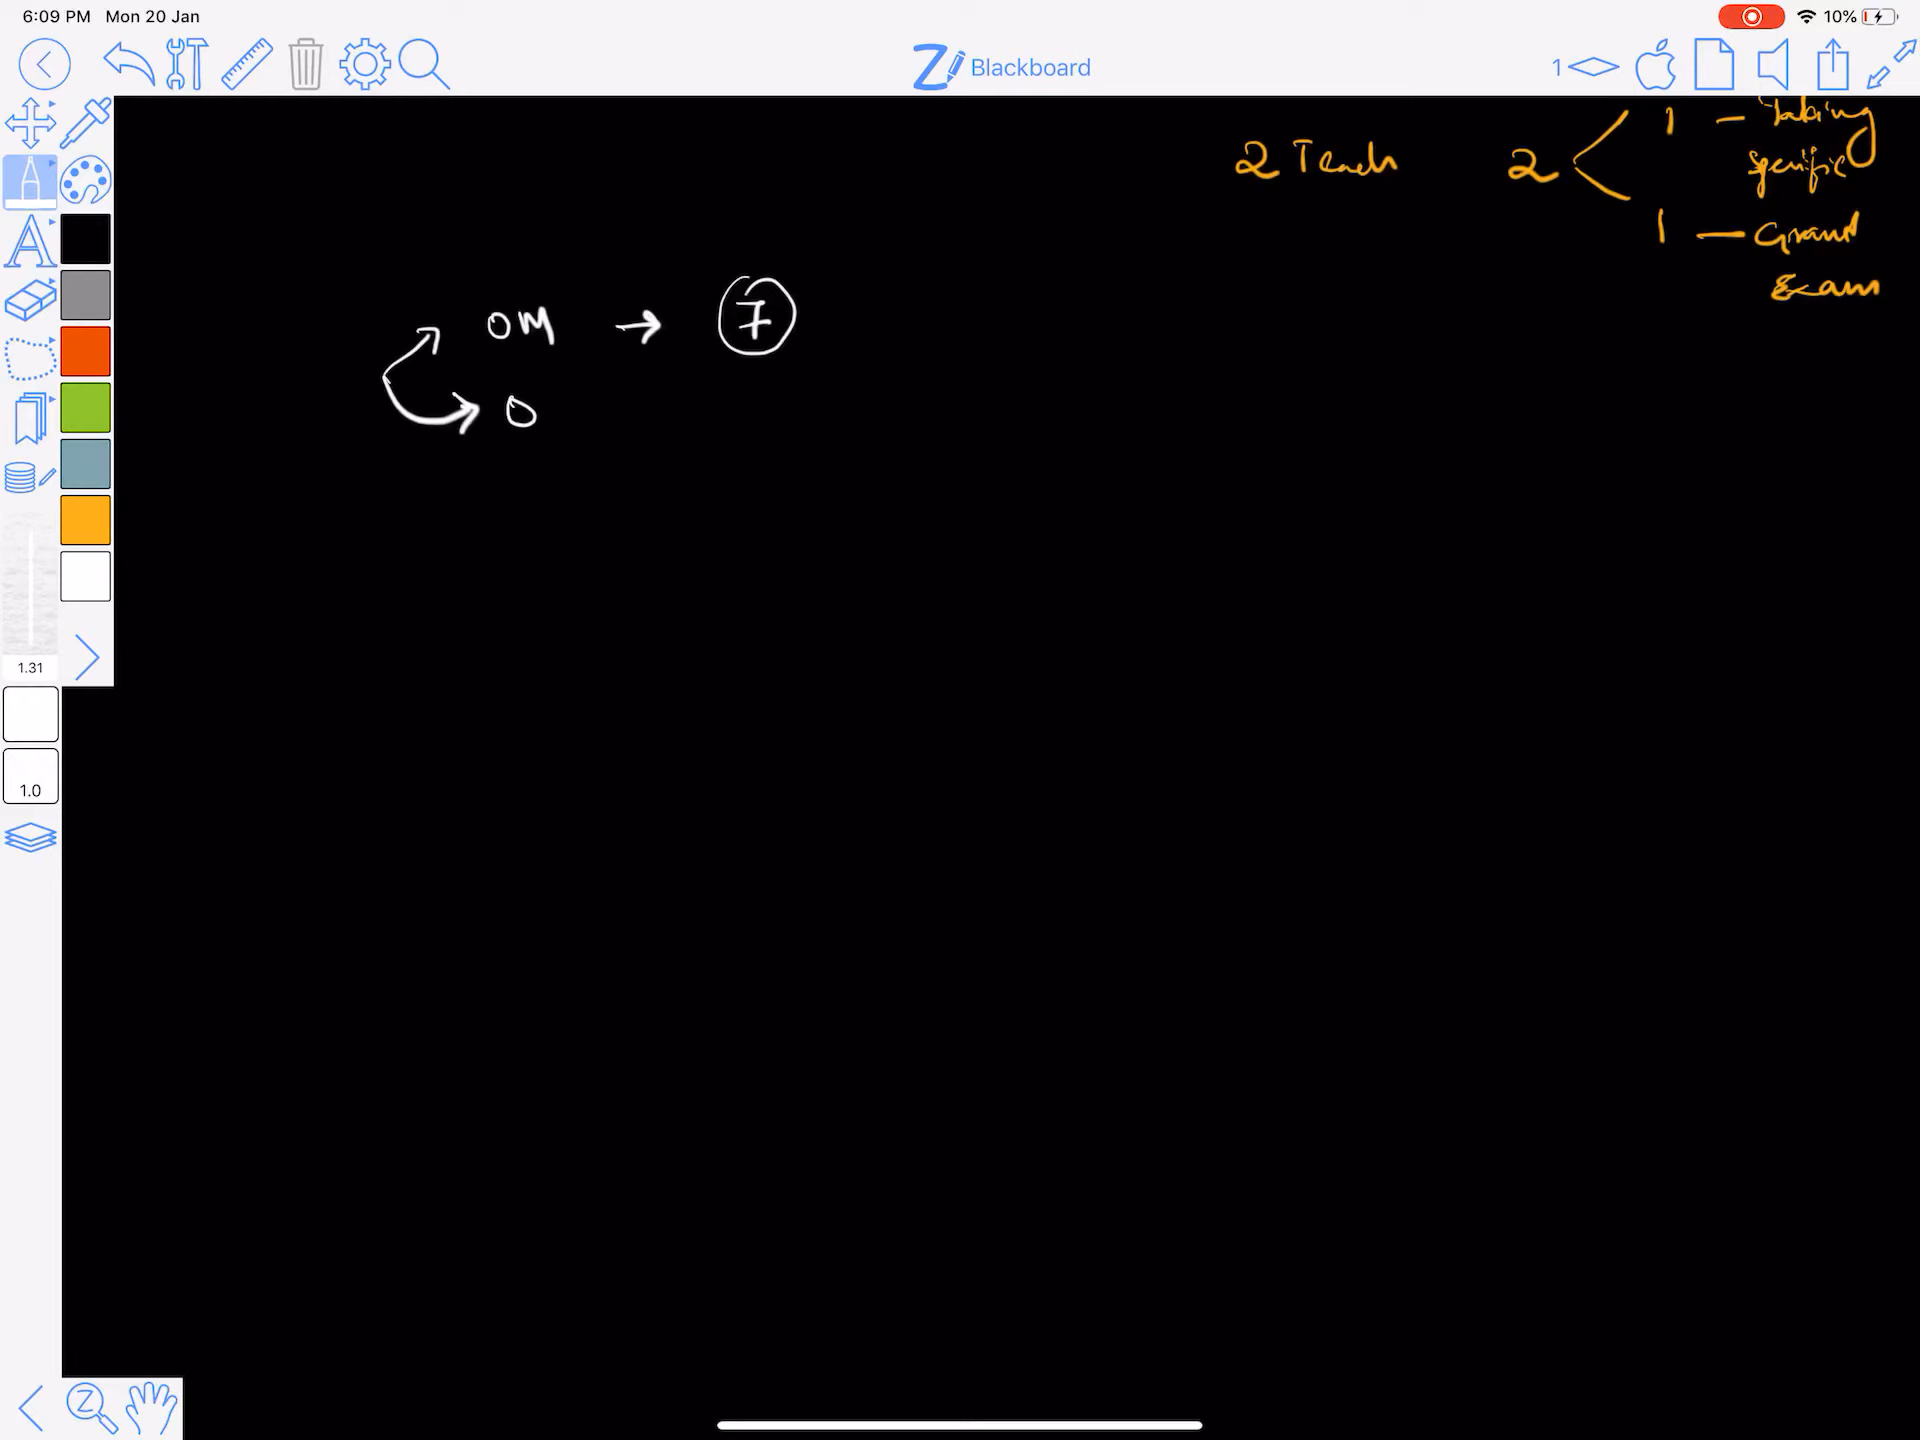 6:09 PM Mon 20 Jan
10%
Blackboard
1
1 — Taking
2 Teach 2 specific
1 — Grand
Exam
OM → 7
O
1.31
1.0